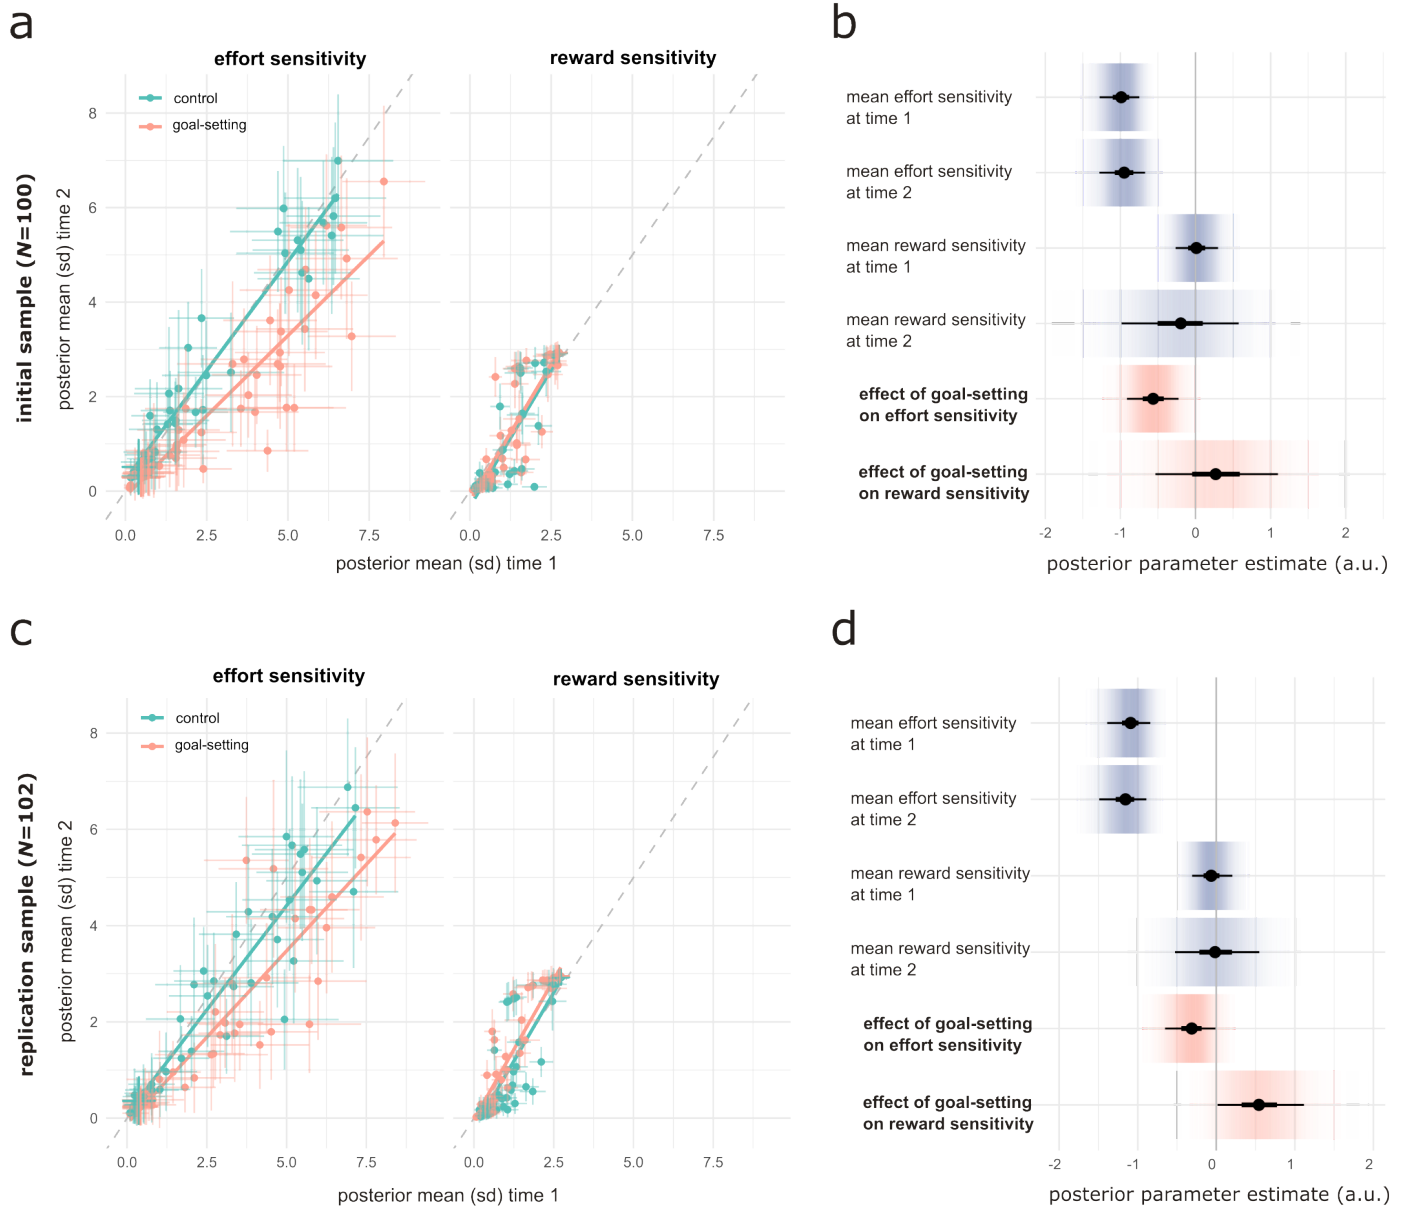 a
effort sensitivity
reward sensitivity
control
goal-setting
initial sample (N=100)
posterior mean (sd) time 2
8
6
4
2
0
0.0 2.5 5.0 7.5
0.0 2.5 5.0 7.5
posterior mean (sd) time 1
b
mean effort sensitivity
at time 1
mean effort sensitivity
at time 2
mean reward sensitivity
at time 1
mean reward sensitivity
at time 2
effect of goal-setting
on effort sensitivity
effect of goal-setting
on reward sensitivity
-2 -1 0 1 2
posterior parameter estimate (a.u.)
c
effort sensitivity
reward sensitivity
control
goal-setting
replication sample (N=102)
posterior mean (sd) time 2
8
6
4
2
0
0.0 2.5 5.0 7.5
0.0 2.5 5.0 7.5
posterior mean (sd) time 1
d
mean effort sensitivity
at time 1
mean effort sensitivity
at time 2
mean reward sensitivity
at time 1
mean reward sensitivity
at time 2
effect of goal-setting
on effort sensitivity
effect of goal-setting
on reward sensitivity
-2 -1 0 1 2
posterior parameter estimate (a.u.)